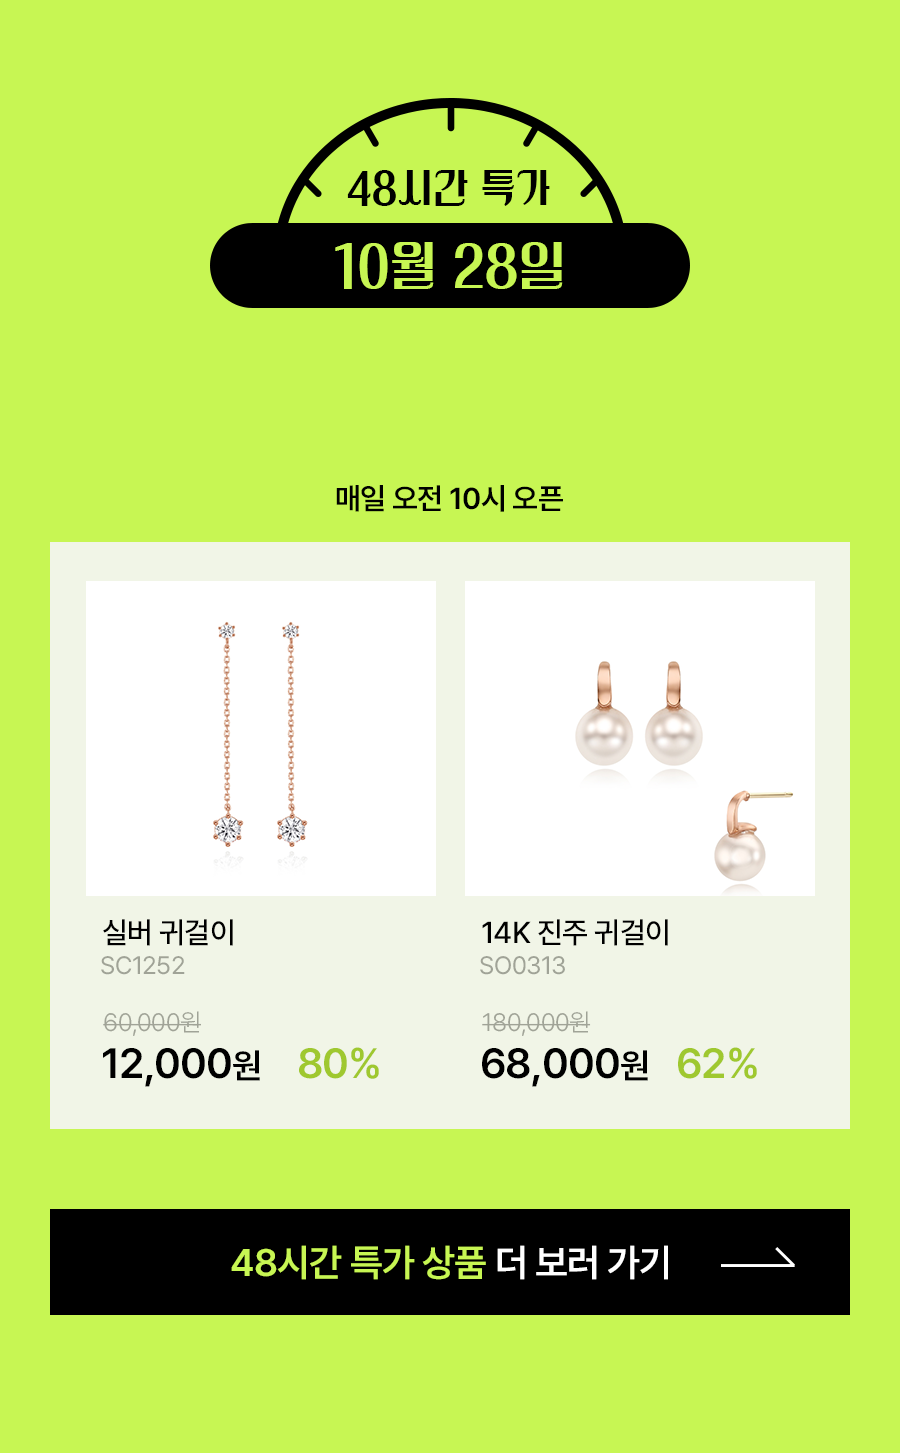 48시간 특가
10월 28일
매일 오전 10시 오픈
실버 귀걸이
SC1252
60,000원
12,000원 80%
14K 진주 귀걸이
SO0313
180,000원
68,000원 62%
48시간 특가 상품 더 보러 가기